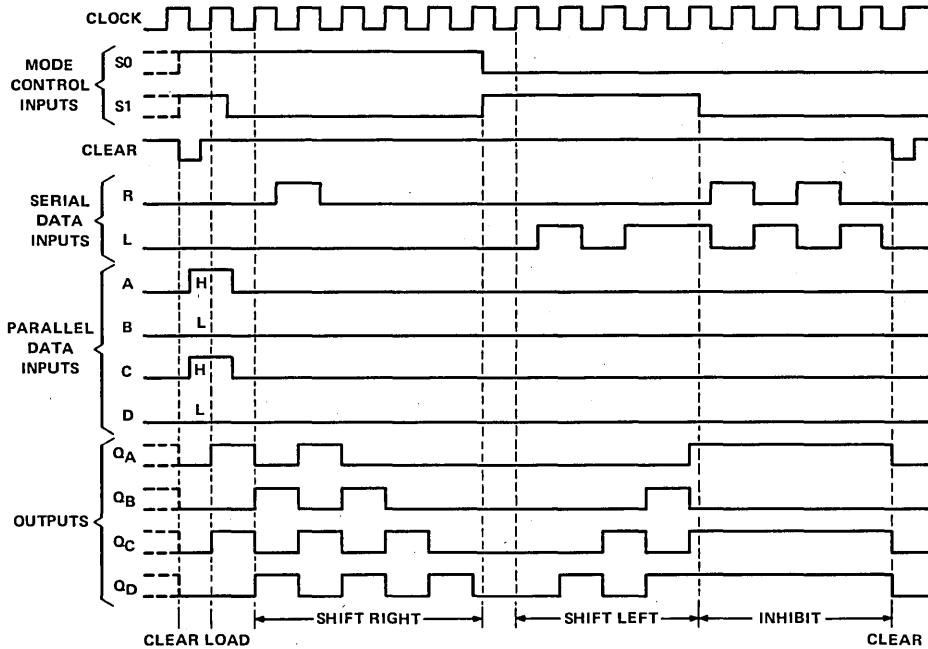 CLOCK
MODE
CONTROL
INPUTS
S0
S1
CLEAR
SERIAL
DATA
INPUTS
R
L
PARALLEL
DATA
INPUTS
A
H
B
L
C
H
D
L
OUTPUTS
QA
QB
QC
QD
SHIFT RIGHT
SHIFT LEFT
INHIBIT
CLEAR LOAD
CLEAR